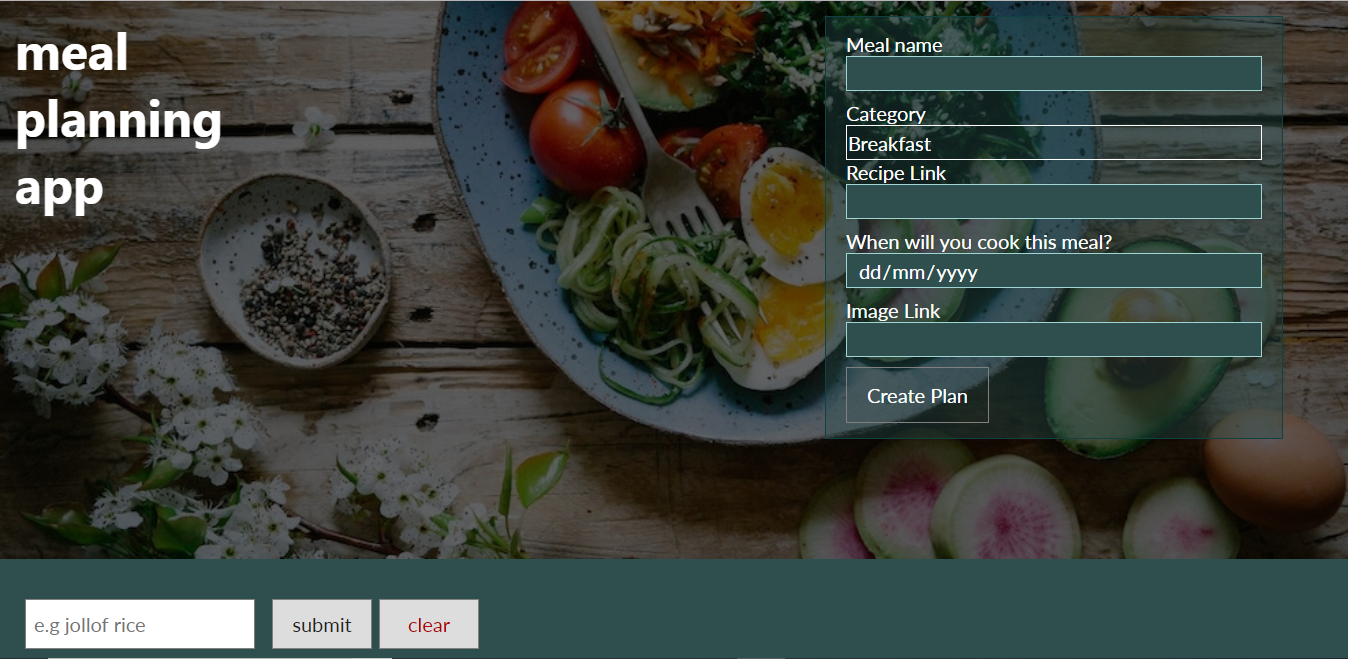 meal
planning
app
Meal name
Category
Breakfast
Recipe Link
When will you cook this meal?
dd/mm/yyyy
Image Link
Create Plan
e.g jollof rice
submit
clear